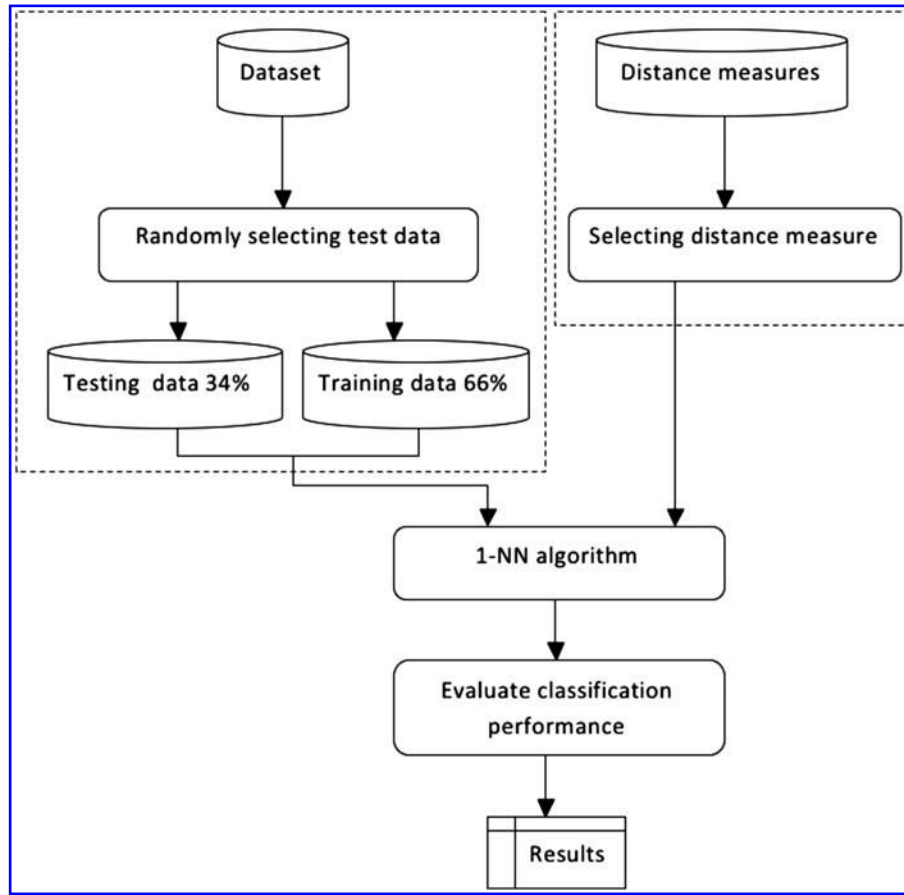 Dataset
Distance measures
Randomly selecting test data
Selecting distance measure
Testing data 34%
Training data 66%
1-NN algorithm
Evaluate classification
performance
Results